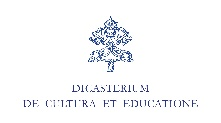 DICASTERIUM
DE CULTURA ET EDUCATIONE